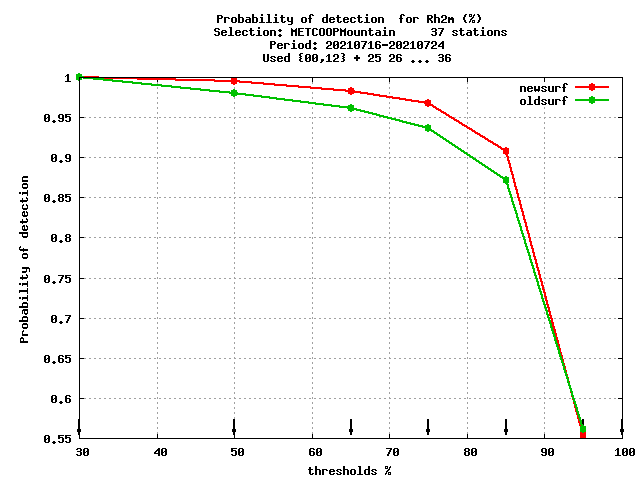 Probability of detection  for Rh2m (%)
Selection: METCOOPMountain     37 stations
Period: 20210716-20210724
Used {00,12} + 25 26 ... 36
newsurf
oldsurf
Probability of detection
1
0.95
0.9
0.85
0.8
0.75
0.7
0.65
0.6
0.55
30 40 50 60 70 80 90 100
thresholds %